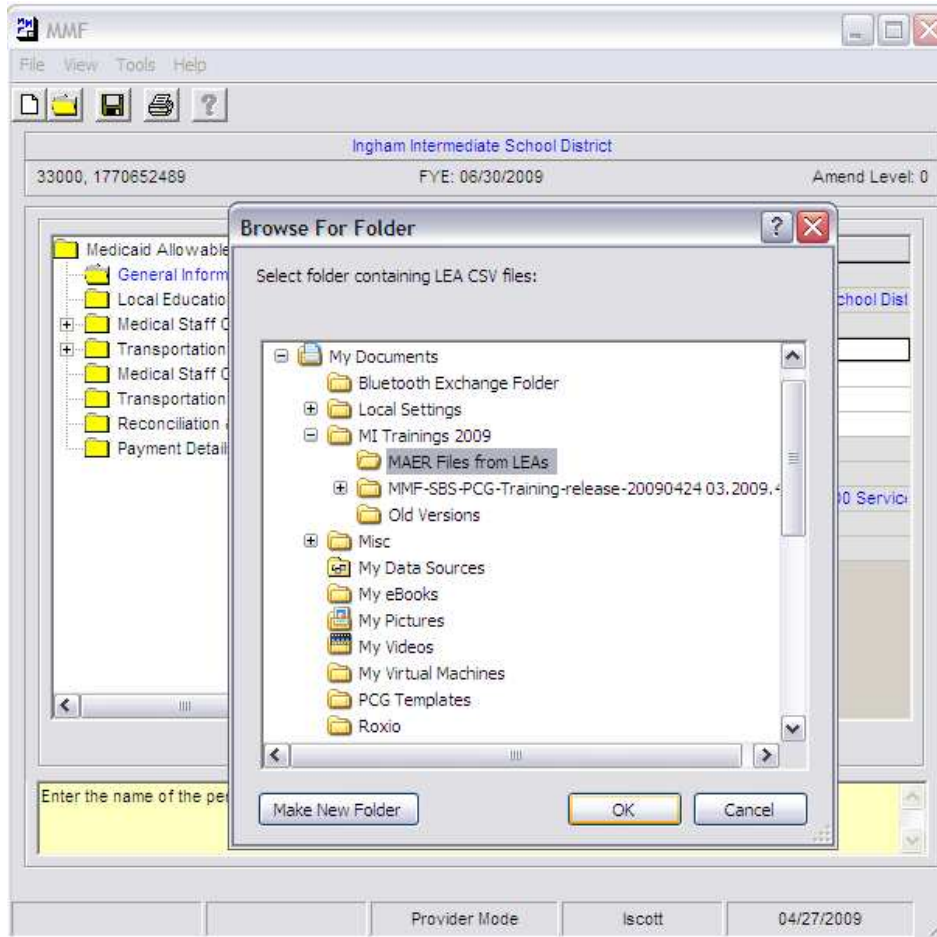 MMF
File View Tools Help
Ingham Intermediate School District
33000, 1770652489 FYE: 06/30/2009 Amend Level: 0
Browse For Folder
Select folder containing LEA CSV files:
Medicaid Allowable
General Inform
Local Educatio
Medical Staff C
Transportation
Medical Staff C
Transportation
Reconciliation
Payment Detail
My Documents
Bluetooth Exchange Folder
Local Settings
MI Trainings 2009
MAER Files from LEAs
MMF-SBS-PCG-Training-release-20090424 03.2009.4
Old Versions
Misc
My Data Sources
My eBooks
My Pictures
My Videos
My Virtual Machines
PCG Templates
Roxio
chool Dist
00 Service
Make New Folder OK Cancel
Enter the name of the per
Provider Mode lscott 04/27/2009